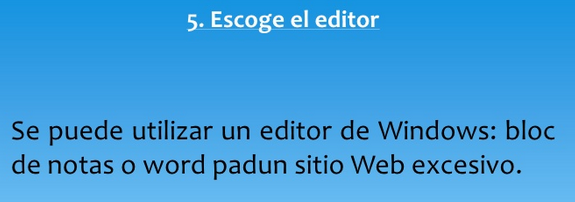 5. Escoge el editor
Se puede utilizar un editor de Windows: bloc
de notas o word padun sitio Web excesivo.